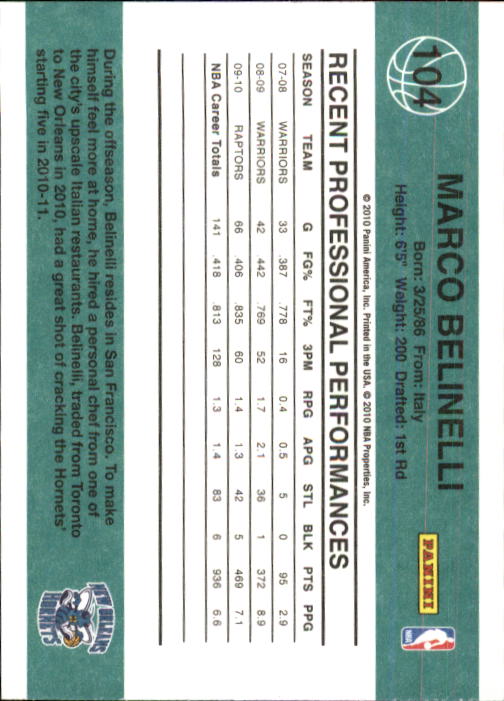 104
MARCO BELINELLI
Born: 3/25/86 From: Italy
Height: 6'5" Weight: 200 Drafted: 1st Rd
PANINI
NBA
© 2010 Panini America, Inc. Printed in the USA. © 2010 NBA Properties, Inc.
RECENT PROFESSIONAL PERFORMANCES
SEASON TEAM G FG% FT% 3PM RPG APG STL BLK PTS PPG
07-08 WARRIORS 33 .387 .778 16 0.4 0.5 5 0 95 2.9
08-09 WARRIORS 42 .442 .769 52 1.7 2.1 36 1 372 8.9
09-10 RAPTORS 66 .406 .835 60 1.4 1.3 42 5 469 7.1
NBA Career Totals 141 .418 .813 128 1.3 1.4 83 6 936 6.6
During the offseason, Belinelli resides in San Francisco. To make
himself feel more at home, he hired a personal chef from one of
the city's upscale Italian restaurants. Belinelli, traded from Toronto
to New Orleans in 2010, had a great shot of cracking the Hornets'
starting five in 2010-11.
NEW ORLEANS
HORNETS